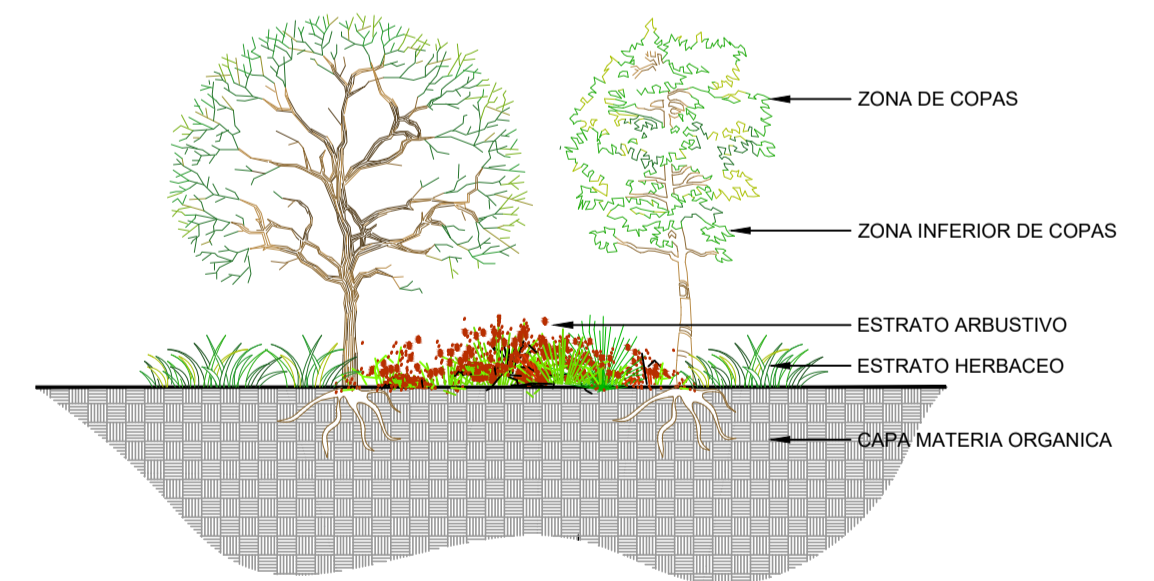 ZONA DE COPAS
ZONA INFERIOR DE COPAS
ESTRATO ARBUSTIVO
ESTRATO HERBACEO
CAPA MATERIA ORGANICA